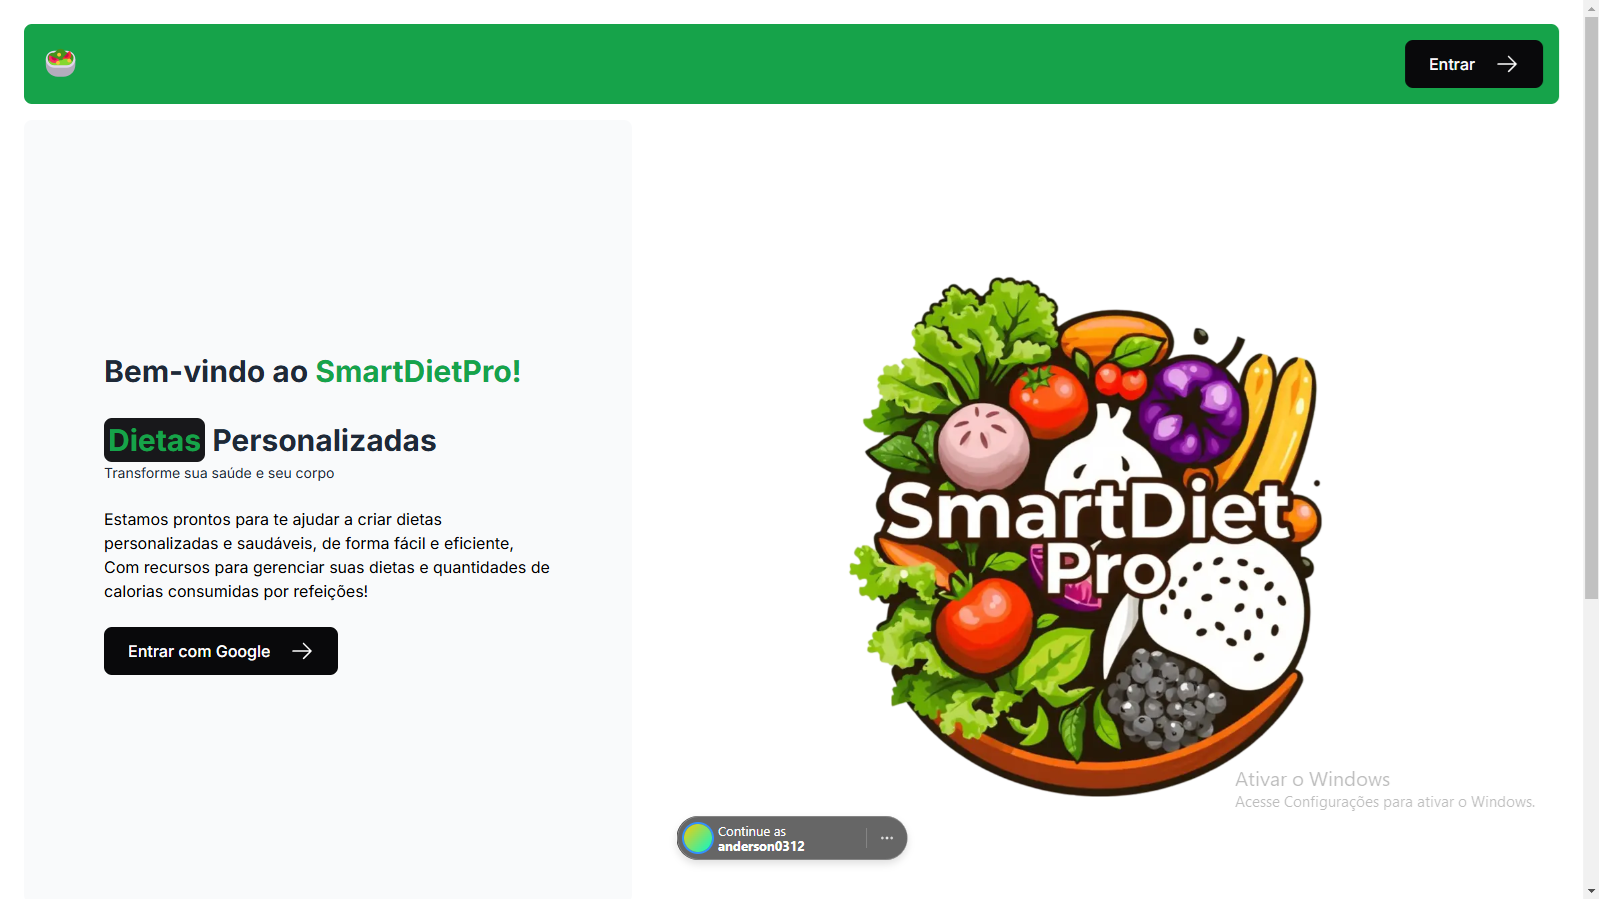 Entrar
Bem-vindo ao SmartDietPro!
Dietas Personalizadas
Transforme sua saúde e seu corpo
Estamos prontos para te ajudar a criar dietas
personalizadas e saudáveis, de forma fácil e eficiente,
Com recursos para gerenciar suas dietas e quantidades de
calorias consumidas por refeições!
Entrar com Google
SmartDiet
Pro
Ativar o Windows
Acesse Configurações para ativar o Windows.
Continue as
anderson0312